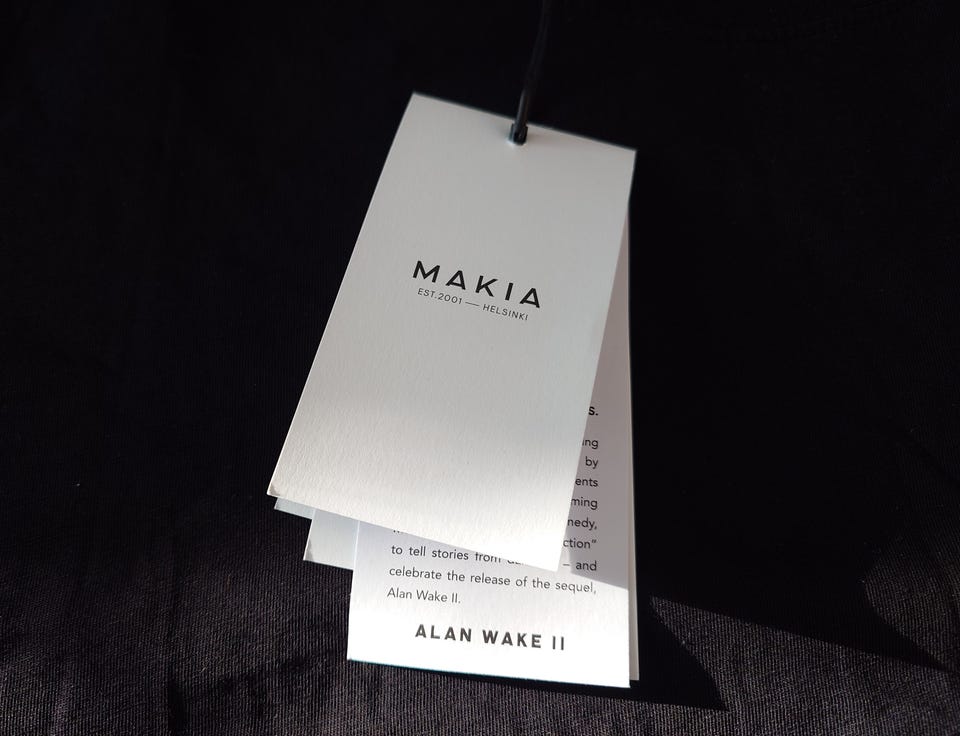 MAKIA
EST.2001 — HELSINKI
s.
ing
by
ents
ming
nedy,
ction”
to tell stories from – and
celebrate the release of the sequel,
Alan Wake II.
ALAN WAKE II